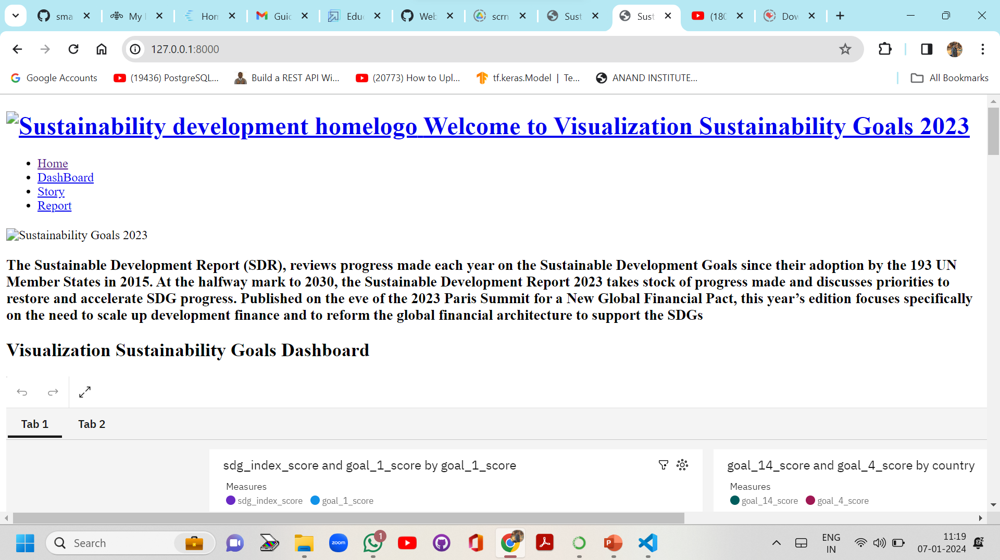 sma
My
Hon
Guid
Edu
Web
scrn
Sust
Sust
(180
Dow
127.0.0.1:8000
Google Accounts
(19436) PostgreSQL...
Build a REST API Wi...
(20773) How to Upl...
tf.keras.Model | Te...
ANAND INSTITUTE...
All Bookmarks
Sustainability development homelogo Welcome to Visualization Sustainability Goals 2023
Home
DashBoard
Story
Report
Sustainability Goals 2023
The Sustainable Development Report (SDR), reviews progress made each year on the Sustainable Development Goals since their adoption by the 193 UN
Member States in 2015. At the halfway mark to 2030, the Sustainable Development Report 2023 takes stock of progress made and discusses priorities to
restore and accelerate SDG progress. Published on the eve of the 2023 Paris Summit for a New Global Financial Pact, this year’s edition focuses specifically
on the need to scale up development finance and to reform the global financial architecture to support the SDGs
Visualization Sustainability Goals Dashboard
Tab 1
Tab 2
sdg_index_score and goal_1_score by goal_1_score
Measures
sdg_index_score goal_1_score
goal_14_score and goal_4_score by country
Measures
goal_14_score goal_4_score
Search
zoom
1
ENG
IN
11:19
07-01-2024